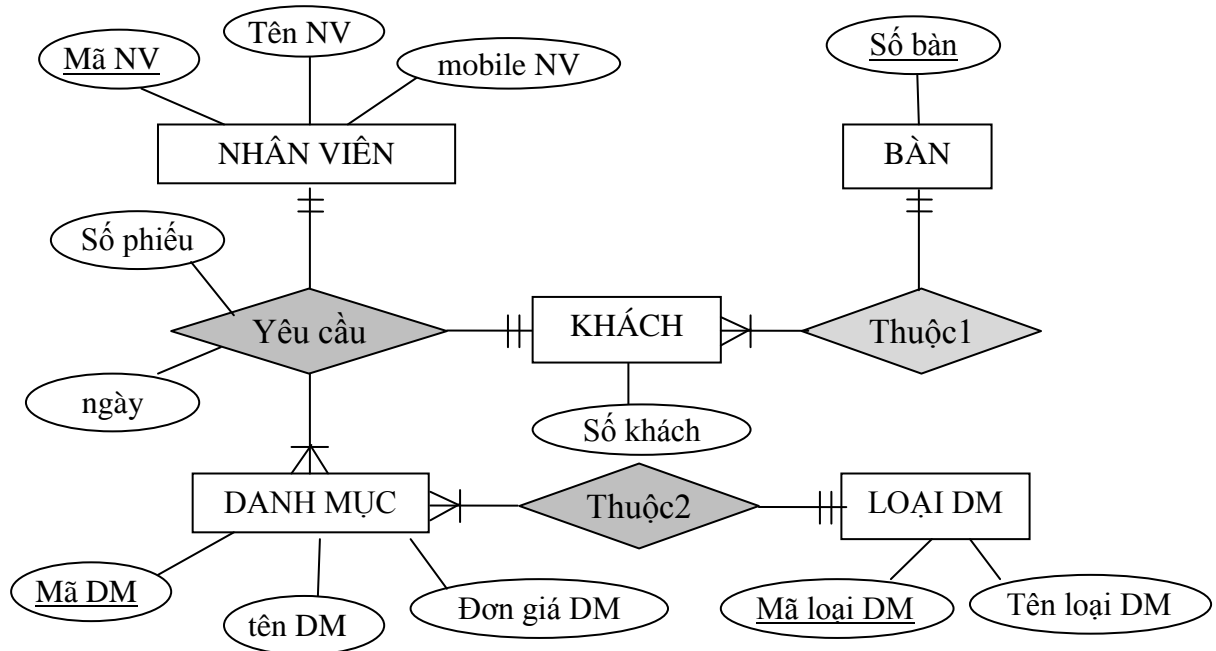 Tên NV
Mã NV
mobile NV
Số bàn
NHÂN VIÊN
BÀN
Số phiếu
Yêu cầu
KHÁCH
Thuộc1
ngày
Số khách
DANH MỤC
Thuộc2
LOẠI DM
Mã DM
tên DM
Đơn giá DM
Mã loại DM
Tên loại DM